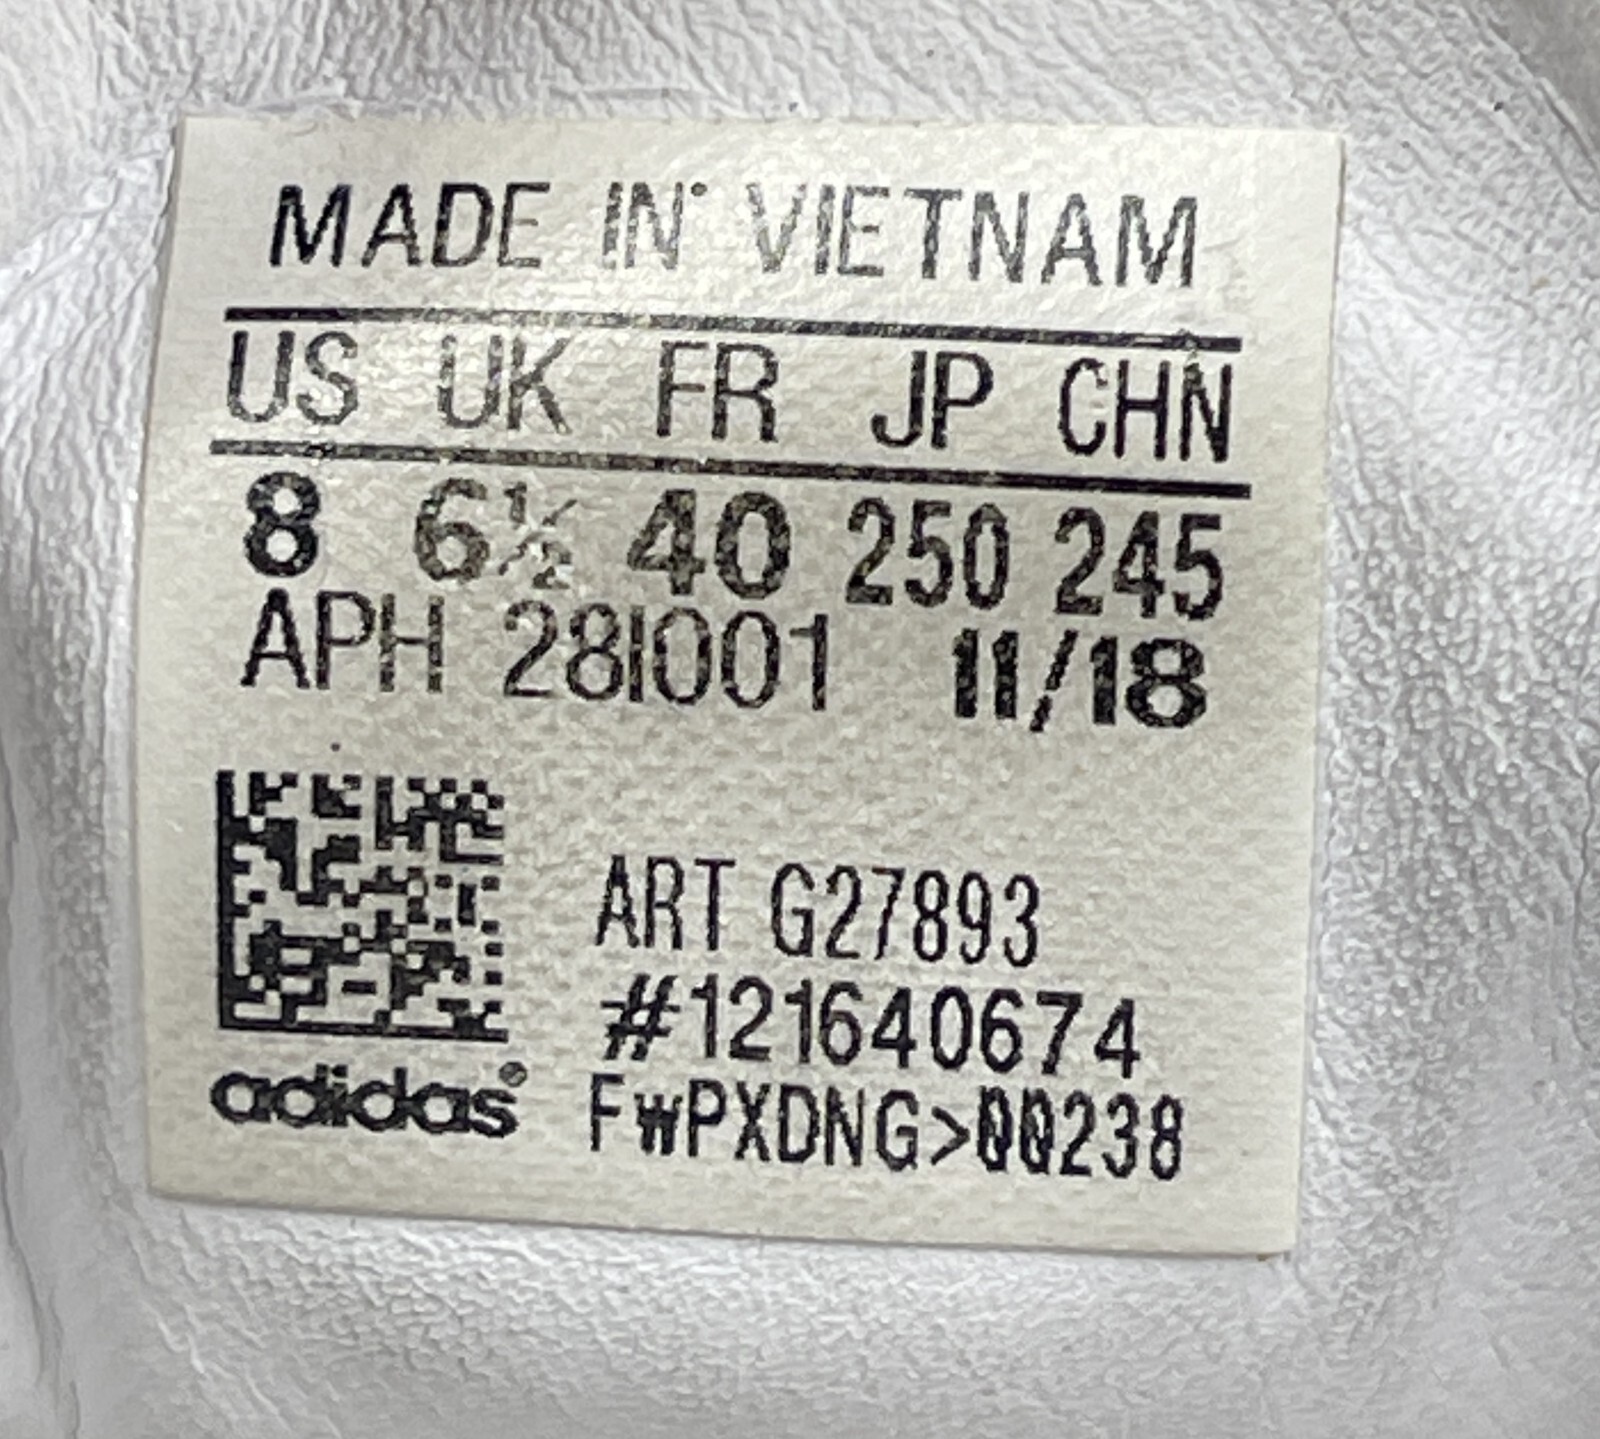 MADE IN VIETNAM
US UK FR JP CHN
8 6½ 40 250 245
APH 28I001 11/18
ART G27893
#121640674
adidas®
FwPXDNG>00238